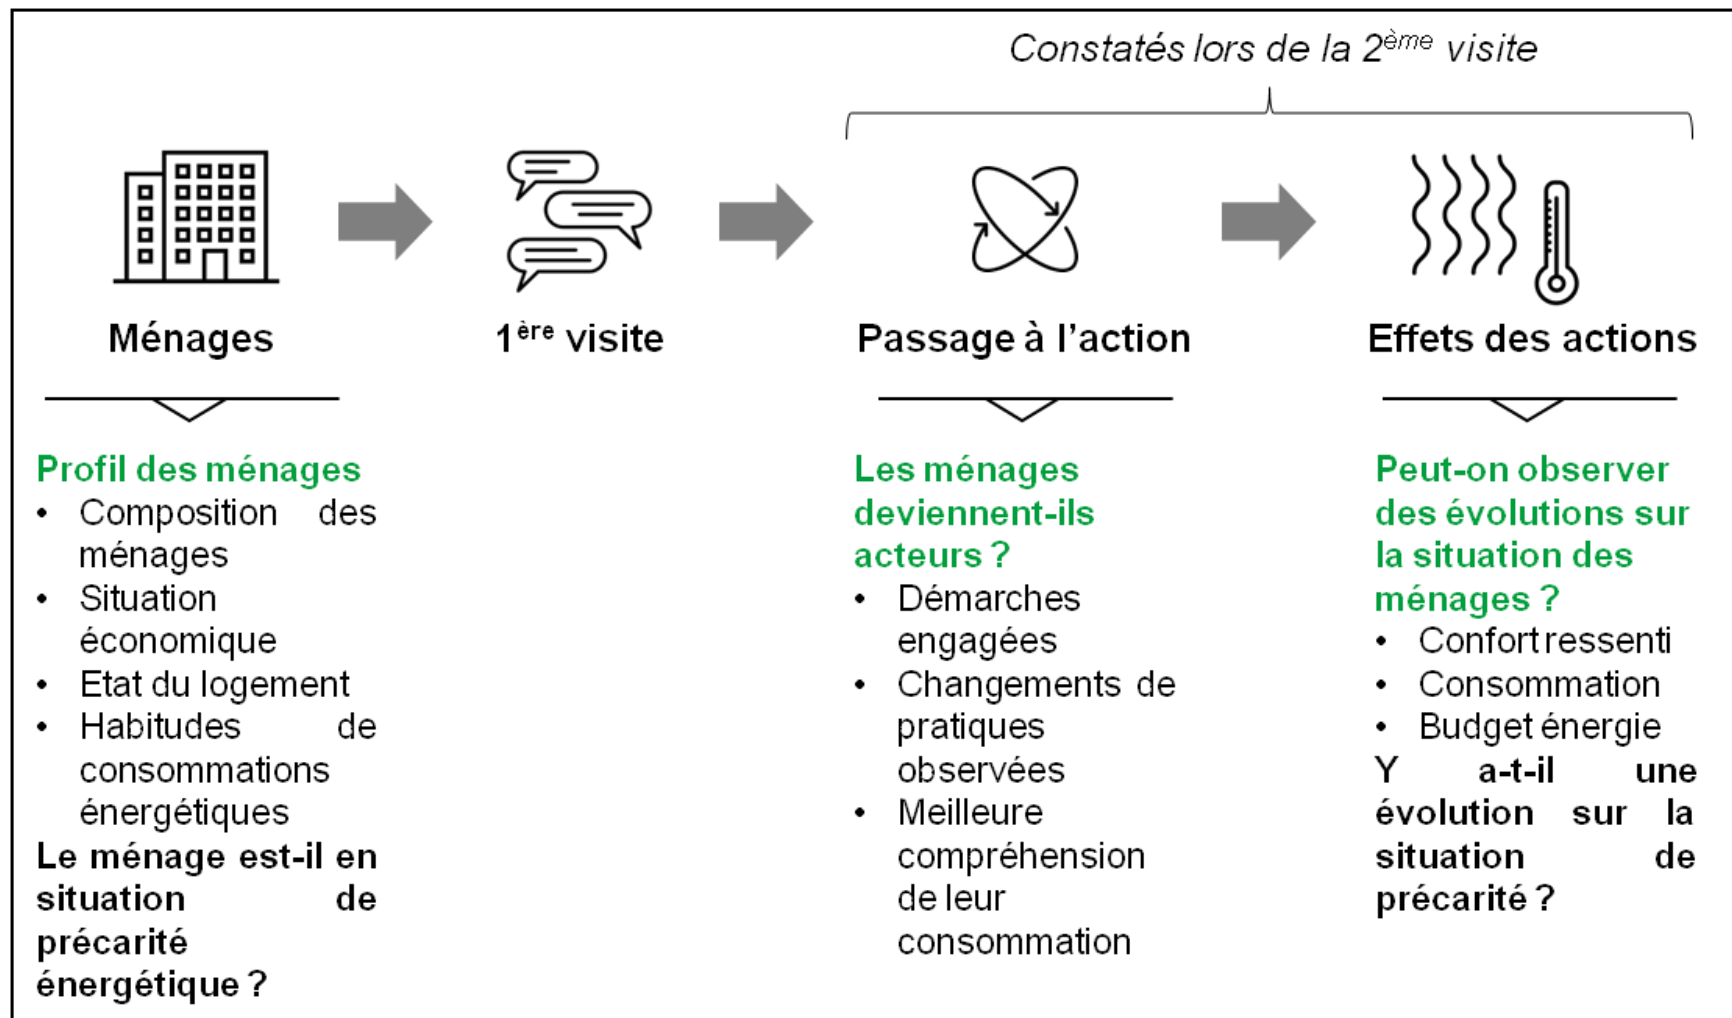 Constatés lors de la 2ème visite
Ménages
1ère visite
Passage à l'action
Effets des actions
Profil des ménages
• Composition des
ménages
• Situation
économique
• Etat du logement
• Habitudes de
consommations
énergétiques
Le ménage est-il en
situation de
précarité
énergétique ?
Les ménages
deviennent-ils
acteurs ?
• Démarches
engagées
• Changements de
pratiques
observées
• Meilleure
compréhension
de leur
consommation
Peut-on observer
des évolutions sur
la situation des
ménages ?
• Confort ressenti
• Consommation
• Budget énergie
Y a-t-il une
évolution sur la
situation de
précarité ?